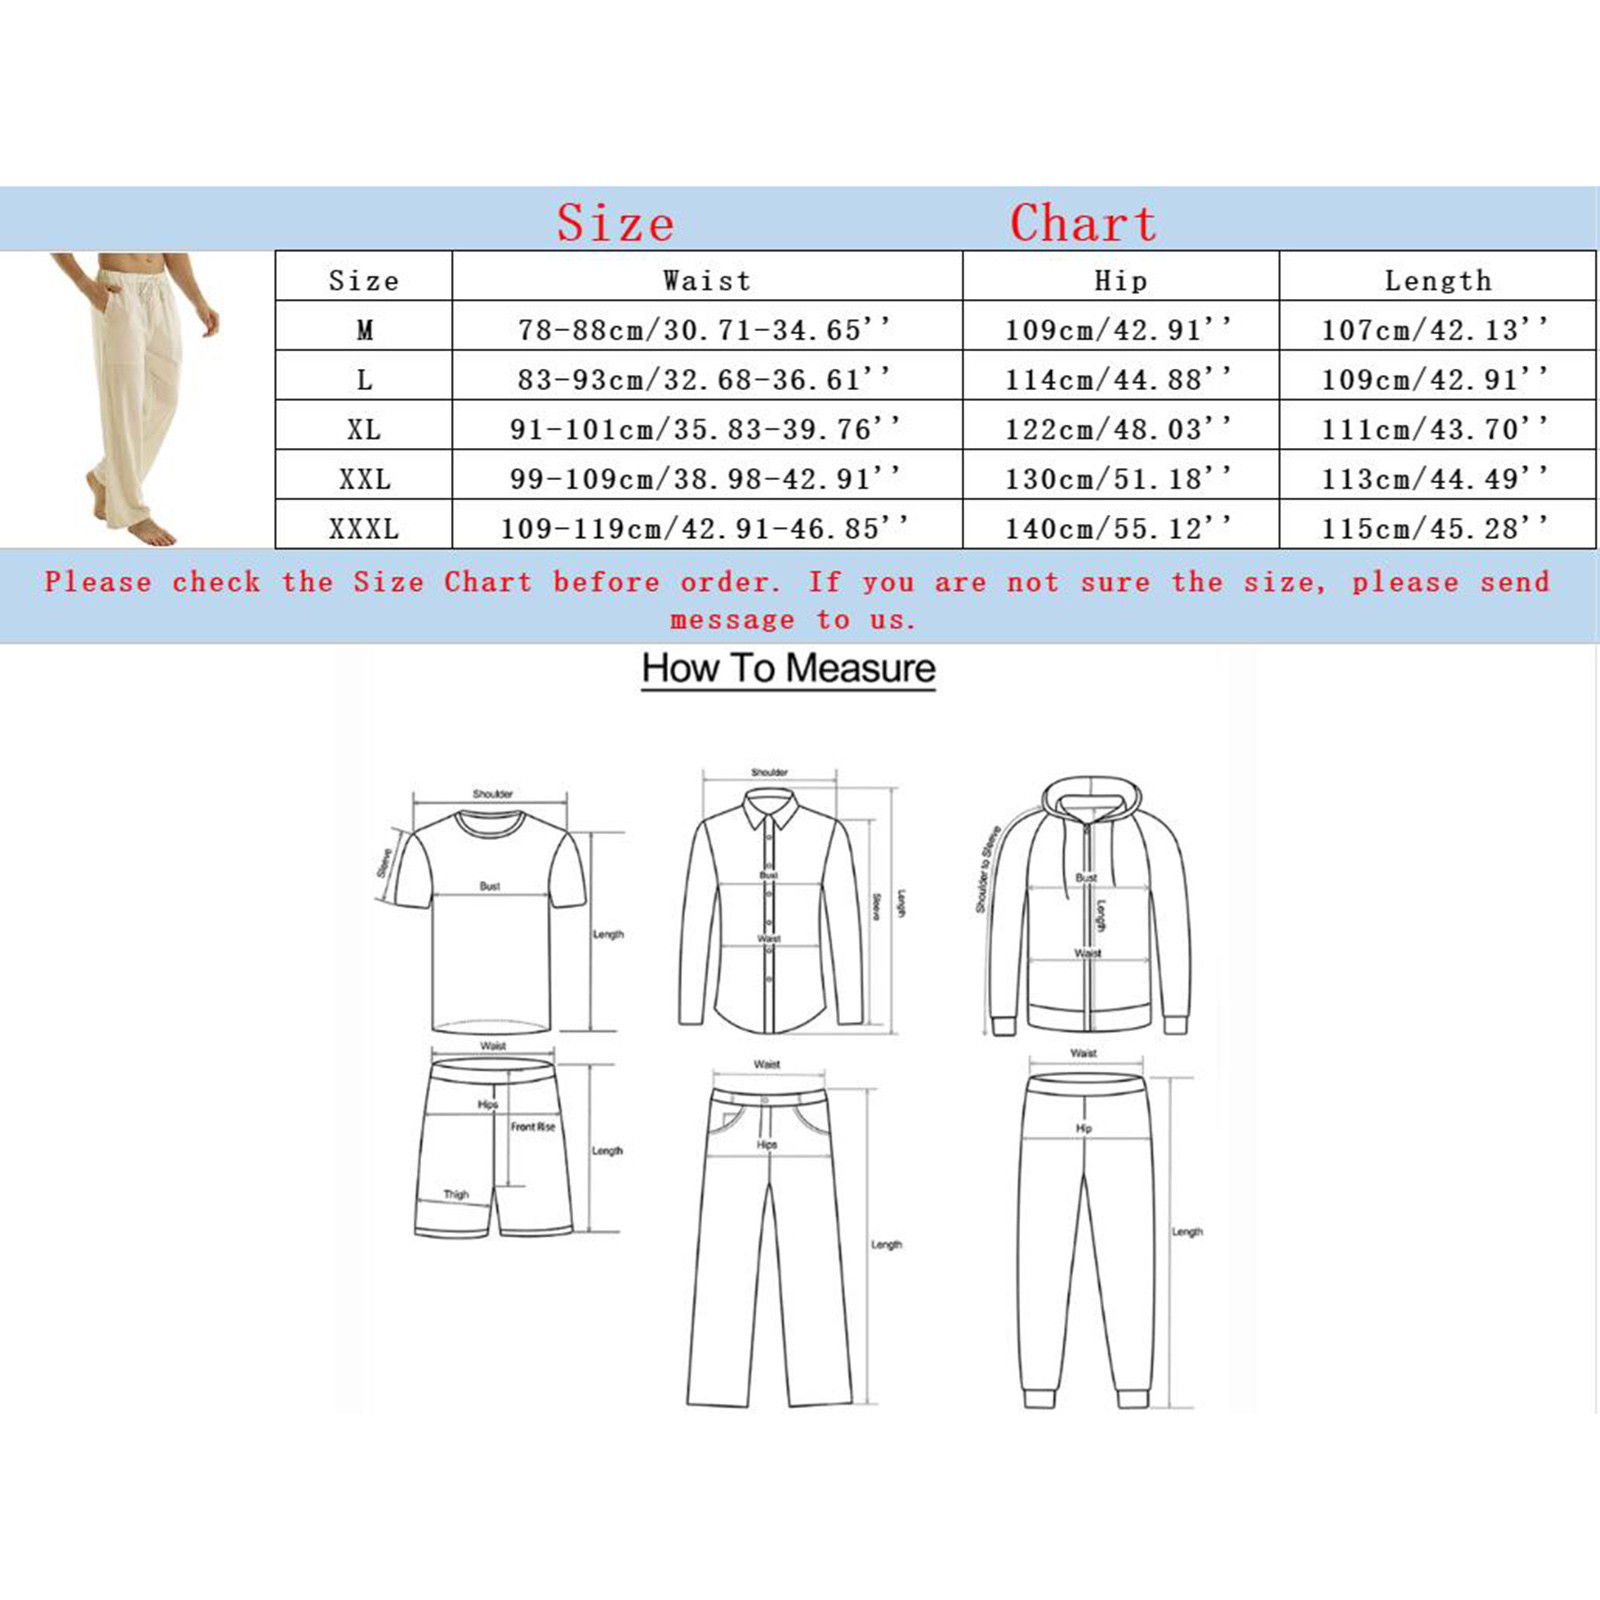 Size Chart
Size Waist Hip Length
M 78-88cm/30.71-34.65'' 109cm/42.91'' 107cm/42.13''
L 83-93cm/32.68-36.61'' 114cm/44.88'' 109cm/42.91''
XL 91-101cm/35.83-39.76'' 122cm/48.03'' 111cm/43.70''
XXL 99-109cm/38.98-42.91'' 130cm/51.18'' 113cm/44.49''
XXXL 109-119cm/42.91-46.85'' 140cm/55.12'' 115cm/45.28''
Please check the Size Chart before order. If you are not sure the size, please send
message to us.
How To Measure
Shoulder
Sleeve
Bust
Length
Shoulder
Bust
Waist
Sleeve
Length
Shoulder to Sleeve
Bust
Length
Waist
Waist
Hips
Front Rise
Length
Thigh
Waist
Hips
Length
Waist
Hip
Length